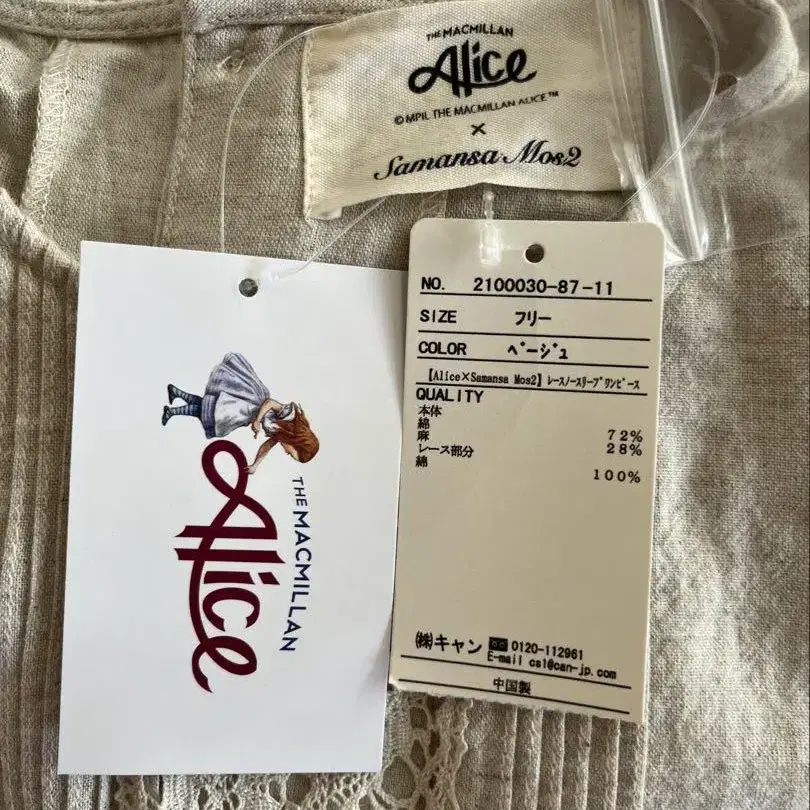 THE MACMILLAN
Alice
© MPIL THE MACMILLAN ALICE™
×
Samansa Mos2
NO. 2100030-87-11
SIZE フリー
COLOR ベージュ
【Alice×Samansa Mos2】レースノースリーブワンピース
QUALITY
本体
綿 72%
麻 28%
レース部分
綿 100%
㈱キャン 0120-112961
E-mail cs1@can-jp.com
中国製
THE MACMILLAN
Alice